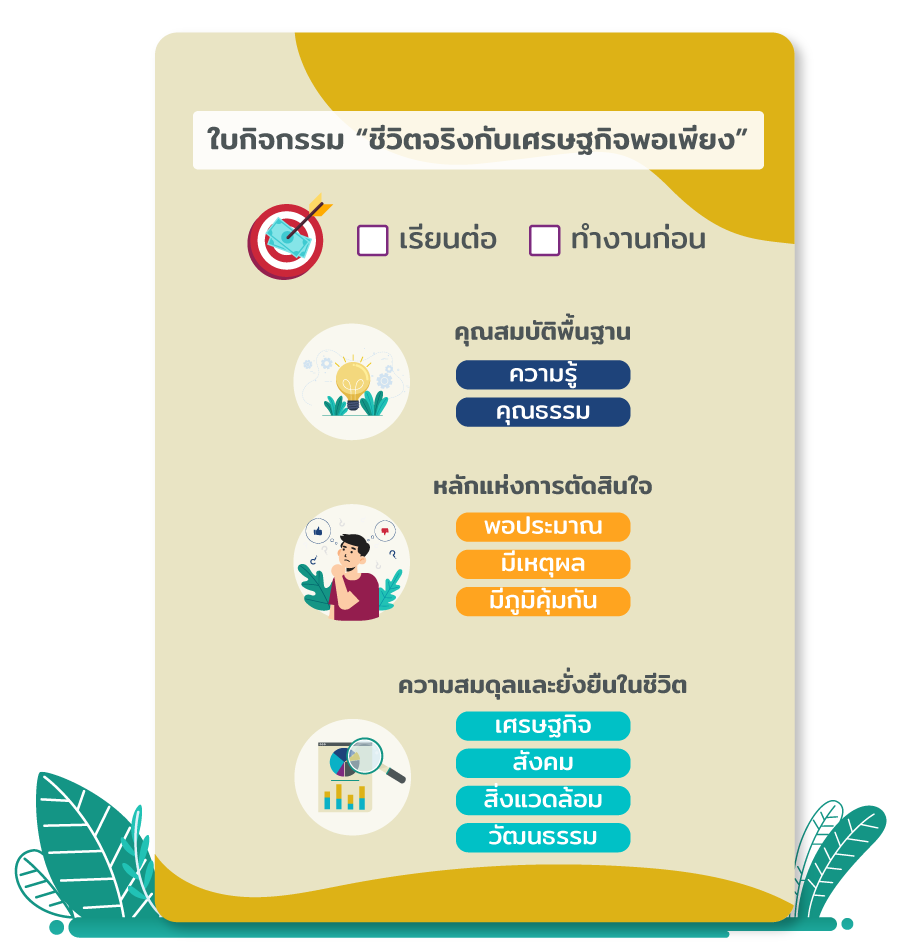 ใบกิจกรรม “ชีวิตจริงกับเศรษฐกิจพอเพียง”
เรียนต่อ ทำงานก่อน
คุณสมบัติพื้นฐาน
ความรู้
คุณธรรม
หลักแห่งการตัดสินใจ
พอประมาณ
มีเหตุผล
มีภูมิคุ้มกัน
ความสมดุลและยั่งยืนในชีวิต
เศรษฐกิจ
สังคม
สิ่งแวดล้อม
วัฒนธรรม